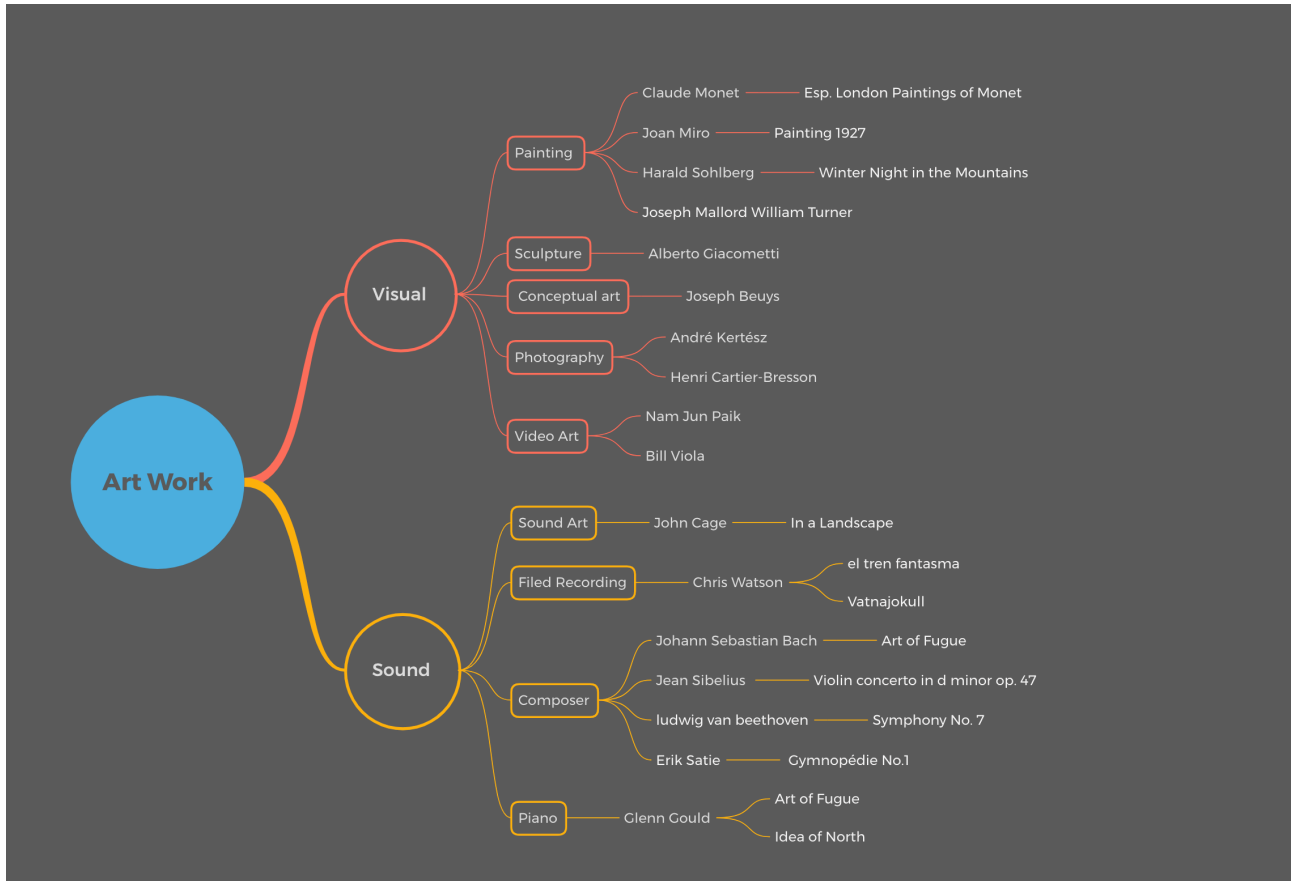 Art Work
Visual
Painting
Claude Monet
Esp. London Paintings of Monet
Joan Miro
Painting 1927
Harald Sohlberg
Winter Night in the Mountains
Joseph Mallord William Turner
Sculpture
Alberto Giacometti
Conceptual art
Joseph Beuys
Photography
André Kertész
Henri Cartier-Bresson
Video Art
Nam Jun Paik
Bill Viola
Sound
Sound Art
John Cage
In a Landscape
Filed Recording
Chris Watson
el tren fantasma
Vatnajokull
Composer
Johann Sebastian Bach
Art of Fugue
Jean Sibelius
Violin concerto in d minor op. 47
ludwig van beethoven
Symphony No. 7
Erik Satie
Gymnopédie No.1
Piano
Glenn Gould
Art of Fugue
Idea of North